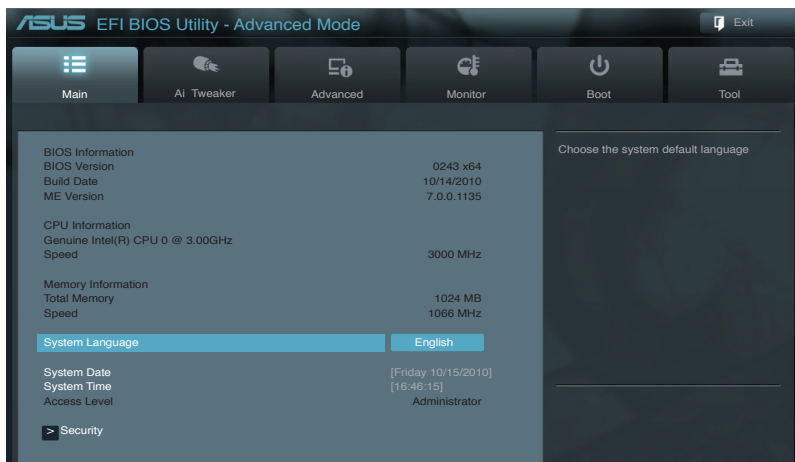 ASUS EFI BIOS Utility - Advanced Mode
Exit
Main
Ai Tweaker
Advanced
Monitor
Boot
Tool
BIOS Information
BIOS Version 0243 x64
Build Date 10/14/2010
ME Version 7.0.0.1135
CPU Information
Genuine Intel(R) CPU 0 @ 3.00GHz
Speed 3000 MHz
Memory Information
Total Memory 1024 MB
Speed 1066 MHz
System Language English
System Date [Friday 10/15/2010]
System Time [16:46:15]
Access Level Administrator
> Security
Choose the system default language